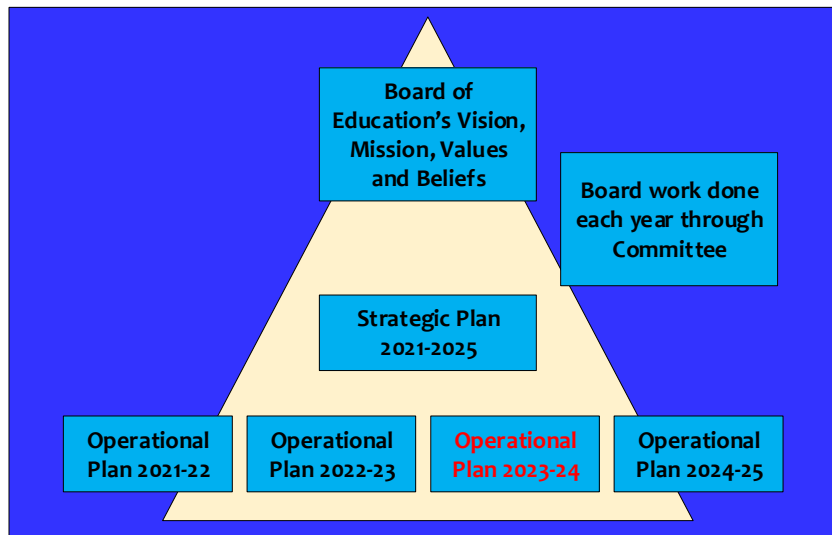 Board of
Education’s Vision,
Mission, Values
and Beliefs
Board work done
each year through
Committee
Strategic Plan
2021-2025
Operational
Plan 2021-22
Operational
Plan 2022-23
Operational
Plan 2023-24
Operational
Plan 2024-25